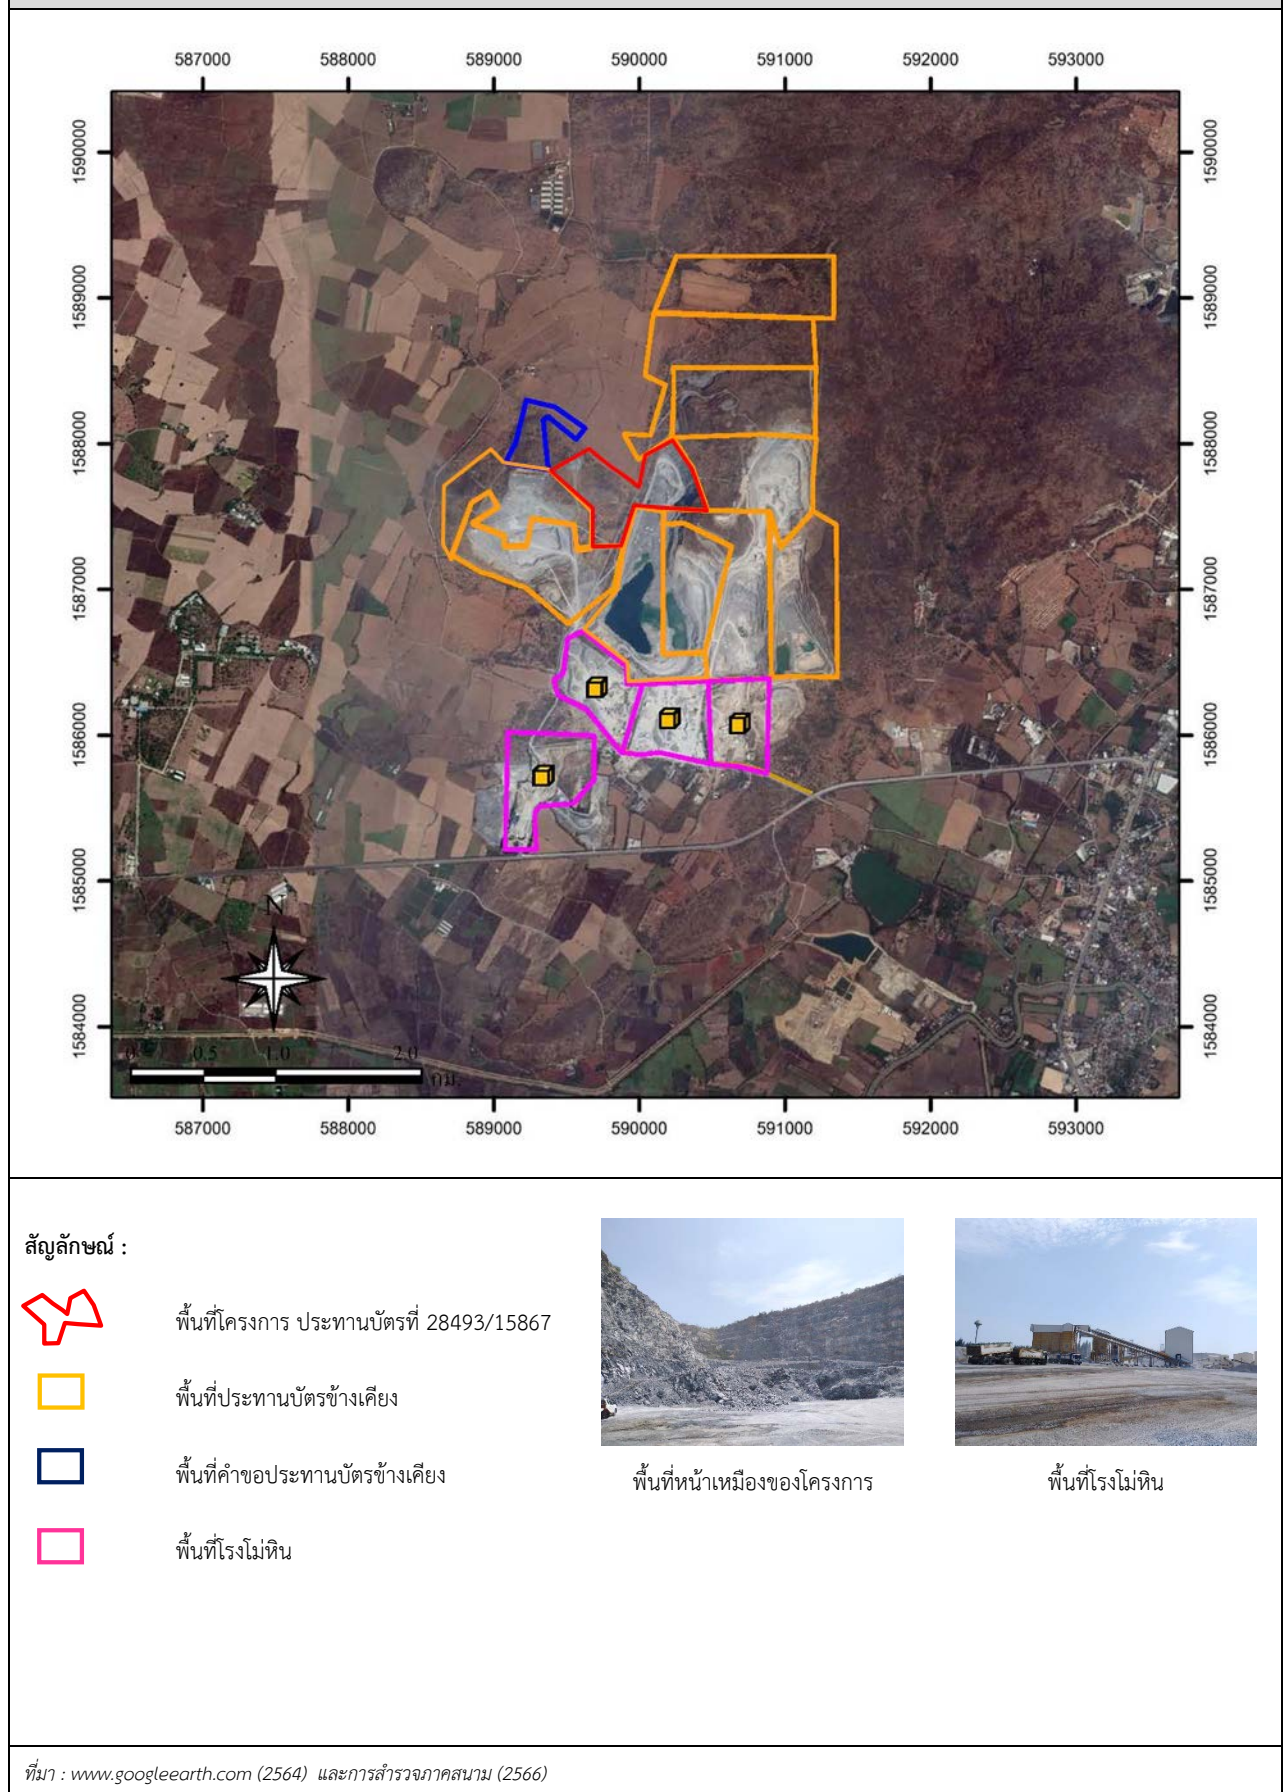 587000 588000 589000 590000 591000 592000 593000
1590000 1590000
1589000 1589000
1588000 1588000
1587000 1587000
1586000 1586000
1585000 1585000
N
1584000 1584000
0 0.5 1.0 2.0
กม.
587000 588000 589000 590000 591000 592000 593000
สัญลักษณ์ :
พื้นที่โครงการ ประทานบัตรที่ 28493/15867
พื้นที่ประทานบัตรข้างเคียง
พื้นที่คำขอประทานบัตรข้างเคียง
พื้นที่โรงโม่หิน
พื้นที่หน้าเหมืองของโครงการ
พื้นที่โรงโม่หิน
ที่มา : www.googleearth.com (2564) และการสำรวจภาคสนาม (2566)